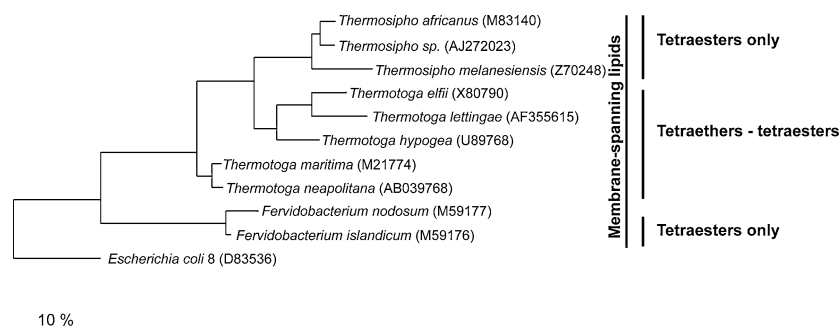 Thermosipho africanus (M83140)
Thermosipho sp. (AJ272023)
Thermosipho melanesiensis (Z70248)
Thermotoga elfii (X80790)
Thermotoga lettingae (AF355615)
Thermotoga hypogea (U89768)
Thermotoga maritima (M21774)
Thermotoga neapolitana (AB039768)
Fervidobacterium nodosum (M59177)
Fervidobacterium islandicum (M59176)
Escherichia coli 8 (D83536)
Membrane-spanning lipids
Tetraesters only
Tetraethers - tetraesters
Tetraesters only
10 %